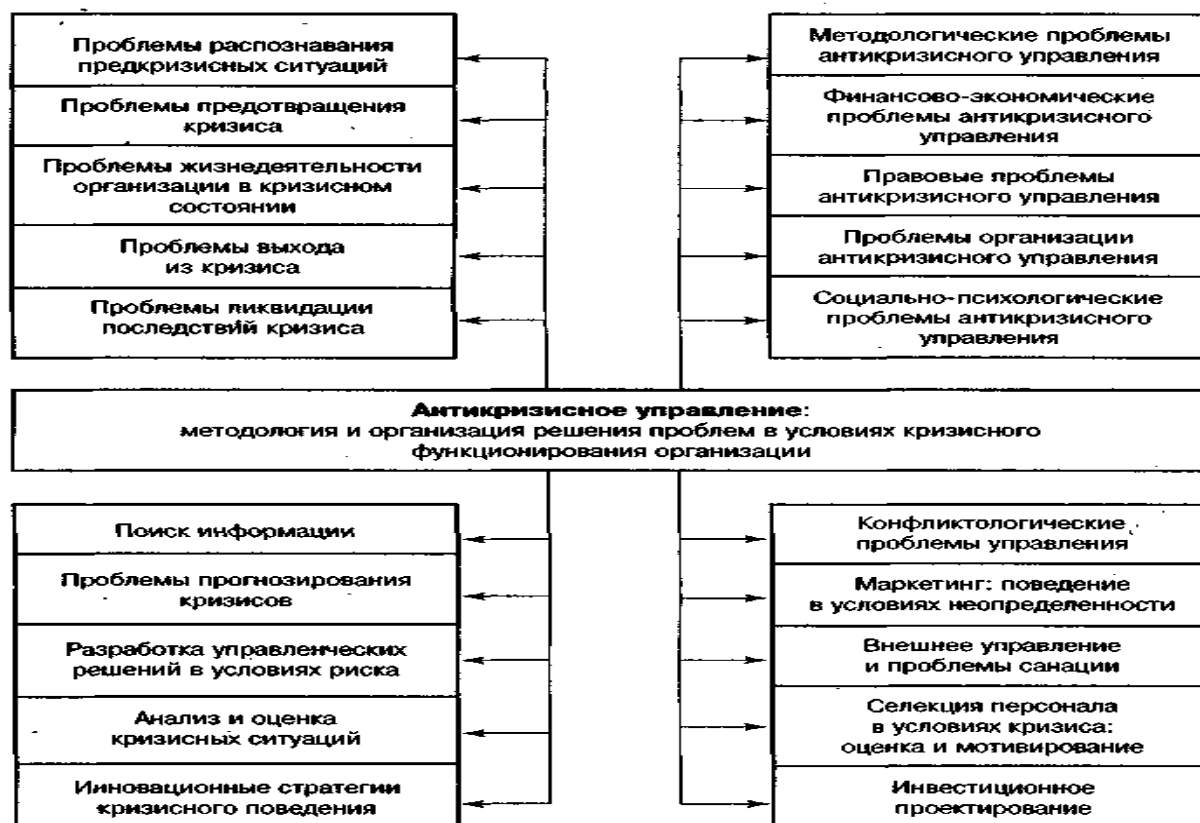 Проблемы распознавания
предкризисных ситуаций
Проблемы предотвращения
кризиса
Проблемы жизнедеятельности
организации в кризисном
состоянии
Проблемы выхода
из кризиса
Проблемы ликвидации
последствий кризиса
Методологические проблемы
антикризисного управления
Финансово-экономические
проблемы антикризисного
управления
Правовые проблемы
антикризисного управления
Проблемы организации
антикризисного управления
Социально-психологические
проблемы антикризисного
управления
Антикризисное управление:
методология и организация решения проблем в условиях кризисного
функционирования организации
Поиск информации
Проблемы прогнозирования
кризисов
Разработка управленческих
решений в условиях риска
Анализ и оценка
кризисных ситуаций
Инновационные стратегии
кризисного поведения
Конфликтологические
проблемы управления
Маркетинг: поведение
в условиях неопределенности
Внешнее управление
и проблемы санации
Селекция персонала
в условиях кризиса:
оценка и мотивирование
Инвестиционное
проектирование